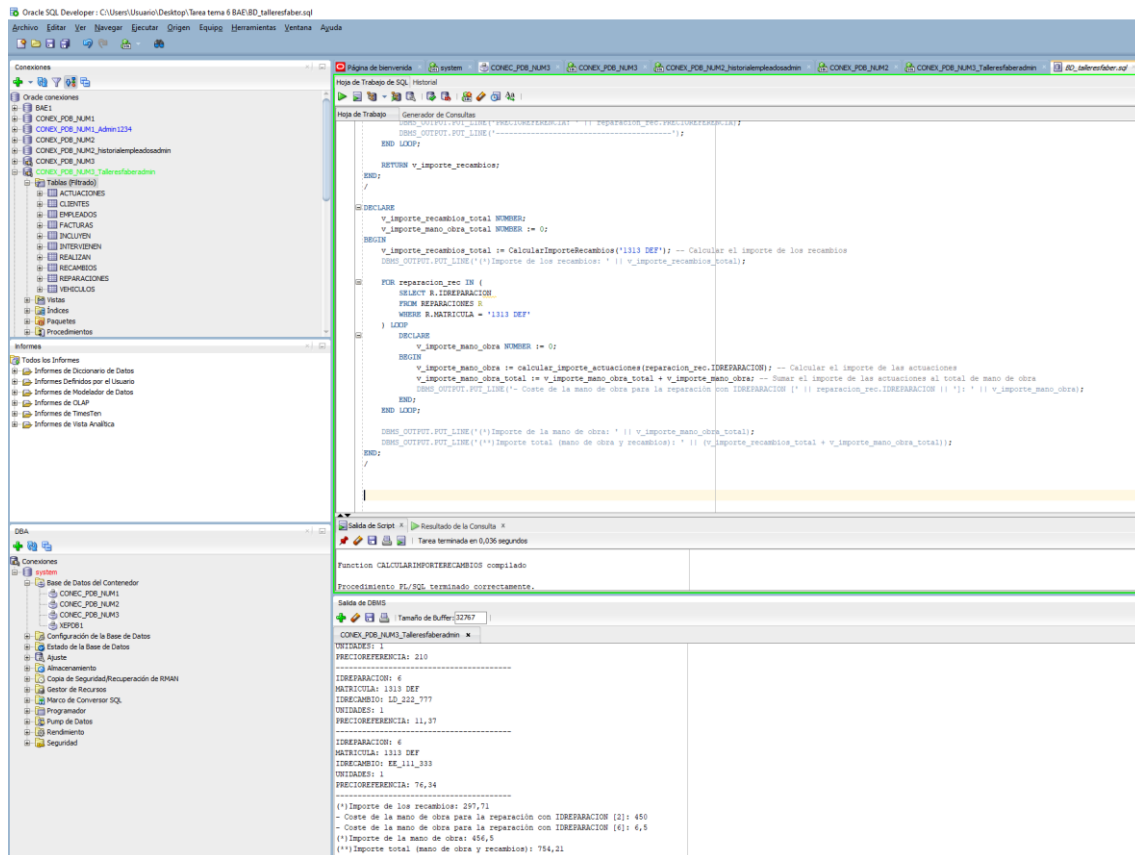 Oracle SQL Developer : C:\Users\Usuario\Desktop\Tarea tema 6 BAE\BD_talleresfaber.sql
Archivo Editar Ver Navegar Ejecutar Origen Equipo Herramientas Ventana Ayuda
Conexiones
Oracle conexiones
BAE1
CONEX_PDB_NUM1
CONEX_PDB_NUM1_Admin1234
CONEX_PDB_NUM2
CONEX_PDB_NUM2_historialempleadosadmin
CONEX_PDB_NUM3
CONEX_PDB_NUM3_Talleresfaberadmin
Tablas (Filtrado)
ACTUACIONES
CLIENTES
EMPLEADOS
FACTURAS
INCLUYEN
INTERVIENEN
REALIZAN
RECAMBIOS
REPARACIONES
VEHICULOS
Vistas
Índices
Paquetes
Procedimientos
Informes
Todos los Informes
Informes de Diccionario de Datos
Informes Definidos por el Usuario
Informes de Modelador de Datos
Informes de OLAP
Informes de TimesTen
Informes de Vista Analítica
DBA
Conexiones
system
Base de Datos del Contenedor
CONEC_PDB_NUM1
CONEC_PDB_NUM2
CONEC_PDB_NUM3
XEPDB1
Configuración de la Base de Datos
Estado de la Base de Datos
Ajuste
Almacenamiento
Copia de Seguridad/Recuperación de RMAN
Gestor de Recursos
Marco de Conversor SQL
Programador
Pump de Datos
Rendimiento
Seguridad
Página de bienvenida system CONEC_PDB_NUM3 CONEX_PDB_NUM3 CONEX_PDB_NUM2_historialempleadosadmin CONEX_PDB_NUM2 CONEX_PDB_NUM3_Talleresfaberadmin BD_talleresfaber.sql
Hoja de Trabajo de SQL Historial
Hoja de Trabajo Generador de Consultas
DBMS_OUTPUT.PUT_LINE('PRECIOREFERENCIA: ' || reparacion_rec.PRECIOREFERENCIA);
DBMS_OUTPUT.PUT_LINE('----------------------------------------');
END LOOP;
RETURN v_importe_recambios;
END;
/
DECLARE
v_importe_recambios_total NUMBER;
v_importe_mano_obra_total NUMBER := 0;
BEGIN
v_importe_recambios_total := CalcularImporteRecambios('1313 DEF'); -- Calcular el importe de los recambios
DBMS_OUTPUT.PUT_LINE('(*)Importe de los recambios: ' || v_importe_recambios_total);
FOR reparacion_rec IN (
SELECT R.IDREPARACION
FROM REPARACIONES R
WHERE R.MATRICULA = '1313 DEF'
) LOOP
DECLARE
v_importe_mano_obra NUMBER := 0;
BEGIN
v_importe_mano_obra := calcular_importe_actuaciones(reparacion_rec.IDREPARACION); -- Calcular el importe de las actuaciones
v_importe_mano_obra_total := v_importe_mano_obra_total + v_importe_mano_obra; -- Sumar el importe de las actuaciones al total de mano de obra
DBMS_OUTPUT.PUT_LINE('- Coste de la mano de obra para la reparación con IDREPARACION [' || reparacion_rec.IDREPARACION || ']: ' || v_importe_mano_obra);
END;
END LOOP;
DBMS_OUTPUT.PUT_LINE('(*)Importe de la mano de obra: ' || v_importe_mano_obra_total);
DBMS_OUTPUT.PUT_LINE('(**)Importe total (mano de obra y recambios): ' || (v_importe_recambios_total + v_importe_mano_obra_total));
END;
/
Salida de Script Resultado de la Consulta
Tarea terminada en 0,036 segundos
Function CALCULARIMPORTERECAMBIOS compilado
Procedimiento PL/SQL terminado correctamente.
Salida de DBMS
Tamaño de Buffer: 32767
CONEX_PDB_NUM3_Talleresfaberadmin
UNIDADES: 1
PRECIOREFERENCIA: 210
----------------------------------------
IDREPARACION: 6
MATRICULA: 1313 DEF
IDRECAMBIO: LD_222_777
UNIDADES: 1
PRECIOREFERENCIA: 11,37
----------------------------------------
IDREPARACION: 6
MATRICULA: 1313 DEF
IDRECAMBIO: EE_111_333
UNIDADES: 1
PRECIOREFERENCIA: 76,34
----------------------------------------
(*)Importe de los recambios: 297,71
- Coste de la mano de obra para la reparación con IDREPARACION [2]: 450
- Coste de la mano de obra para la reparación con IDREPARACION [6]: 6,5
(*)Importe de la mano de obra: 456,5
(**)Importe total (mano de obra y recambios): 754,21